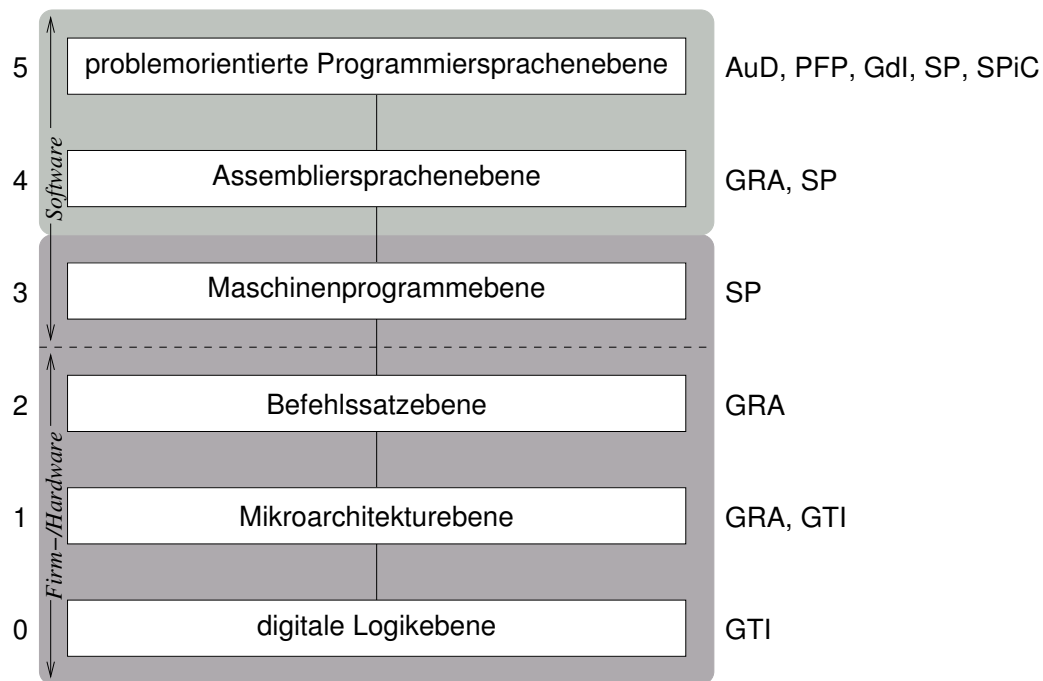 5 problemorientierte Programmiersprachenebene AuD, PFP, GdI, SP, SPiC
4 Assembliersprachenebene GRA, SP
Software
3 Maschinenprogrammebene SP
2 Befehlssatzebene GRA
1 Mikroarchitekturebene GRA, GTI
Firm-/Hardware
0 digitale Logikebene GTI